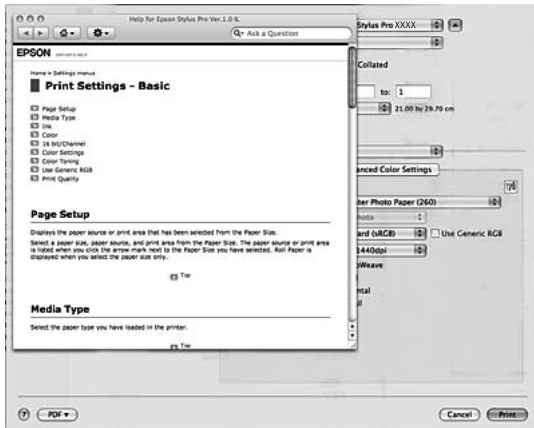 Help for Epson Stylus Pro Ver.1.0 IL
Ask a Question
EPSON
Home > Settings menus
Print Settings - Basic
Page Setup
Media Type
Ink
Color
16 bit/Channel
Color Settings
Color Toning
Use Generic RGB
Print Quality
Page Setup
Displays the paper source or print area that has been selected from the Paper Size.
Select a paper size, paper source, and print area from the Paper Size. The paper source or print area
is listed when you click the arrow mark next to the Paper Size you have selected. Roll Paper is
displayed when you select the paper size only.
Top
Media Type
Select the paper type you have loaded in the printer.
Top
Stylus Pro XXXX
Collated
to: 1
21.00 by 29.70 cm
anced Color Settings
ter Photo Paper (260)
hoto
ard (sRGB)
Use Generic RGB
1440dpi
oWeave
ntal
il
?
PDF
Cancel
Print